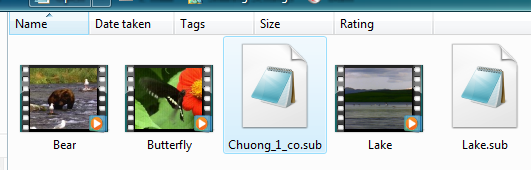 Name Date taken Tags Size Rating
Bear Butterfly Chuong_1_co.sub Lake Lake.sub